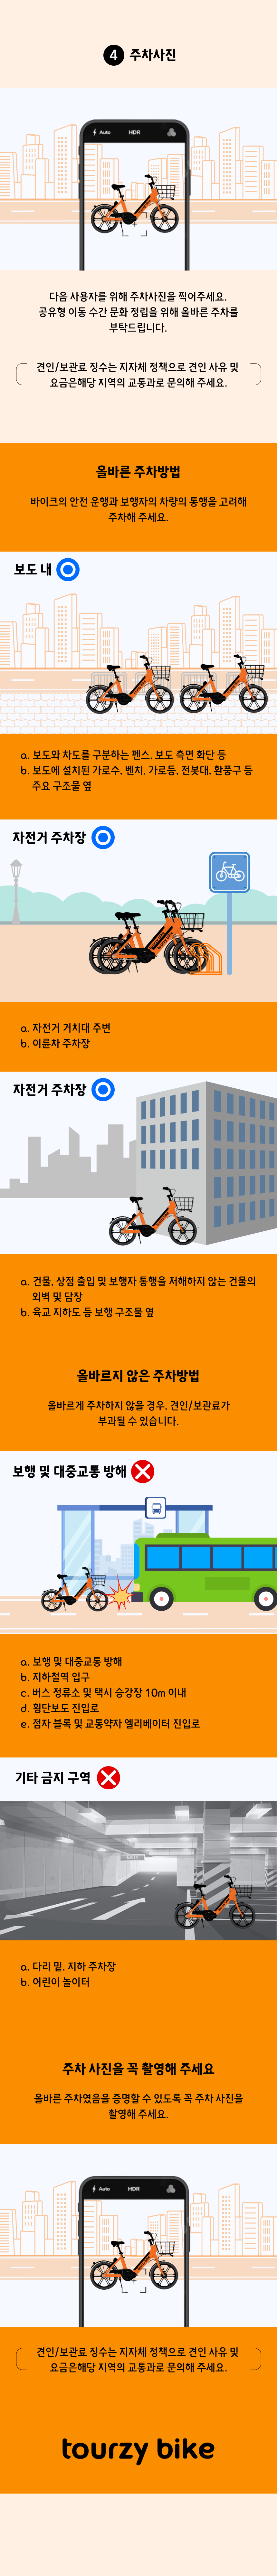 4 주차사진
Auto HDR
다음 사용자를 위해 주차사진을 찍어주세요.
공유형 이동 수간 문화 정립을 위해 올바른 주차를
부탁드립니다.
견인/보관료 징수는 지자체 정책으로 견인 사유 및
요금은해당 지역의 교통과로 문의해 주세요.
올바른 주차방법
바이크의 안전 운행과 보행자의 차량의 통행을 고려해
주차해 주세요.
보도 내
a. 보도와 차도를 구분하는 펜스, 보도 측면 화단 등
b. 보도에 설치된 가로수, 벤치, 가로등, 전봇대, 환풍구 등
주요 구조물 옆
자전거 주차장
a. 자전거 거치대 주변
b. 이륜차 주차장
자전거 주차장
a. 건물, 상점 출입 및 보행자 통행을 저해하지 않는 건물의
외벽 및 담장
b. 육교 지하도 등 보행 구조물 옆
올바르지 않은 주차방법
올바르게 주차하지 않을 경우, 견인/보관료가
부과될 수 있습니다.
보행 및 대중교통 방해
a. 보행 및 대중교통 방해
b. 지하철역 입구
c. 버스 정류소 및 택시 승강장 10m 이내
d. 횡단보도 진입로
e. 점자 블록 및 교통약자 엘리베이터 진입로
기타 금지 구역
a. 다리 밑, 지하 주차장
b. 어린이 놀이터
주차 사진을 꼭 촬영해 주세요
올바른 주차였음을 증명할 수 있도록 꼭 주차 사진을
촬영해 주세요.
Auto HDR
견인/보관료 징수는 지자체 정책으로 견인 사유 및
요금은해당 지역의 교통과로 문의해 주세요.
tourzy bike